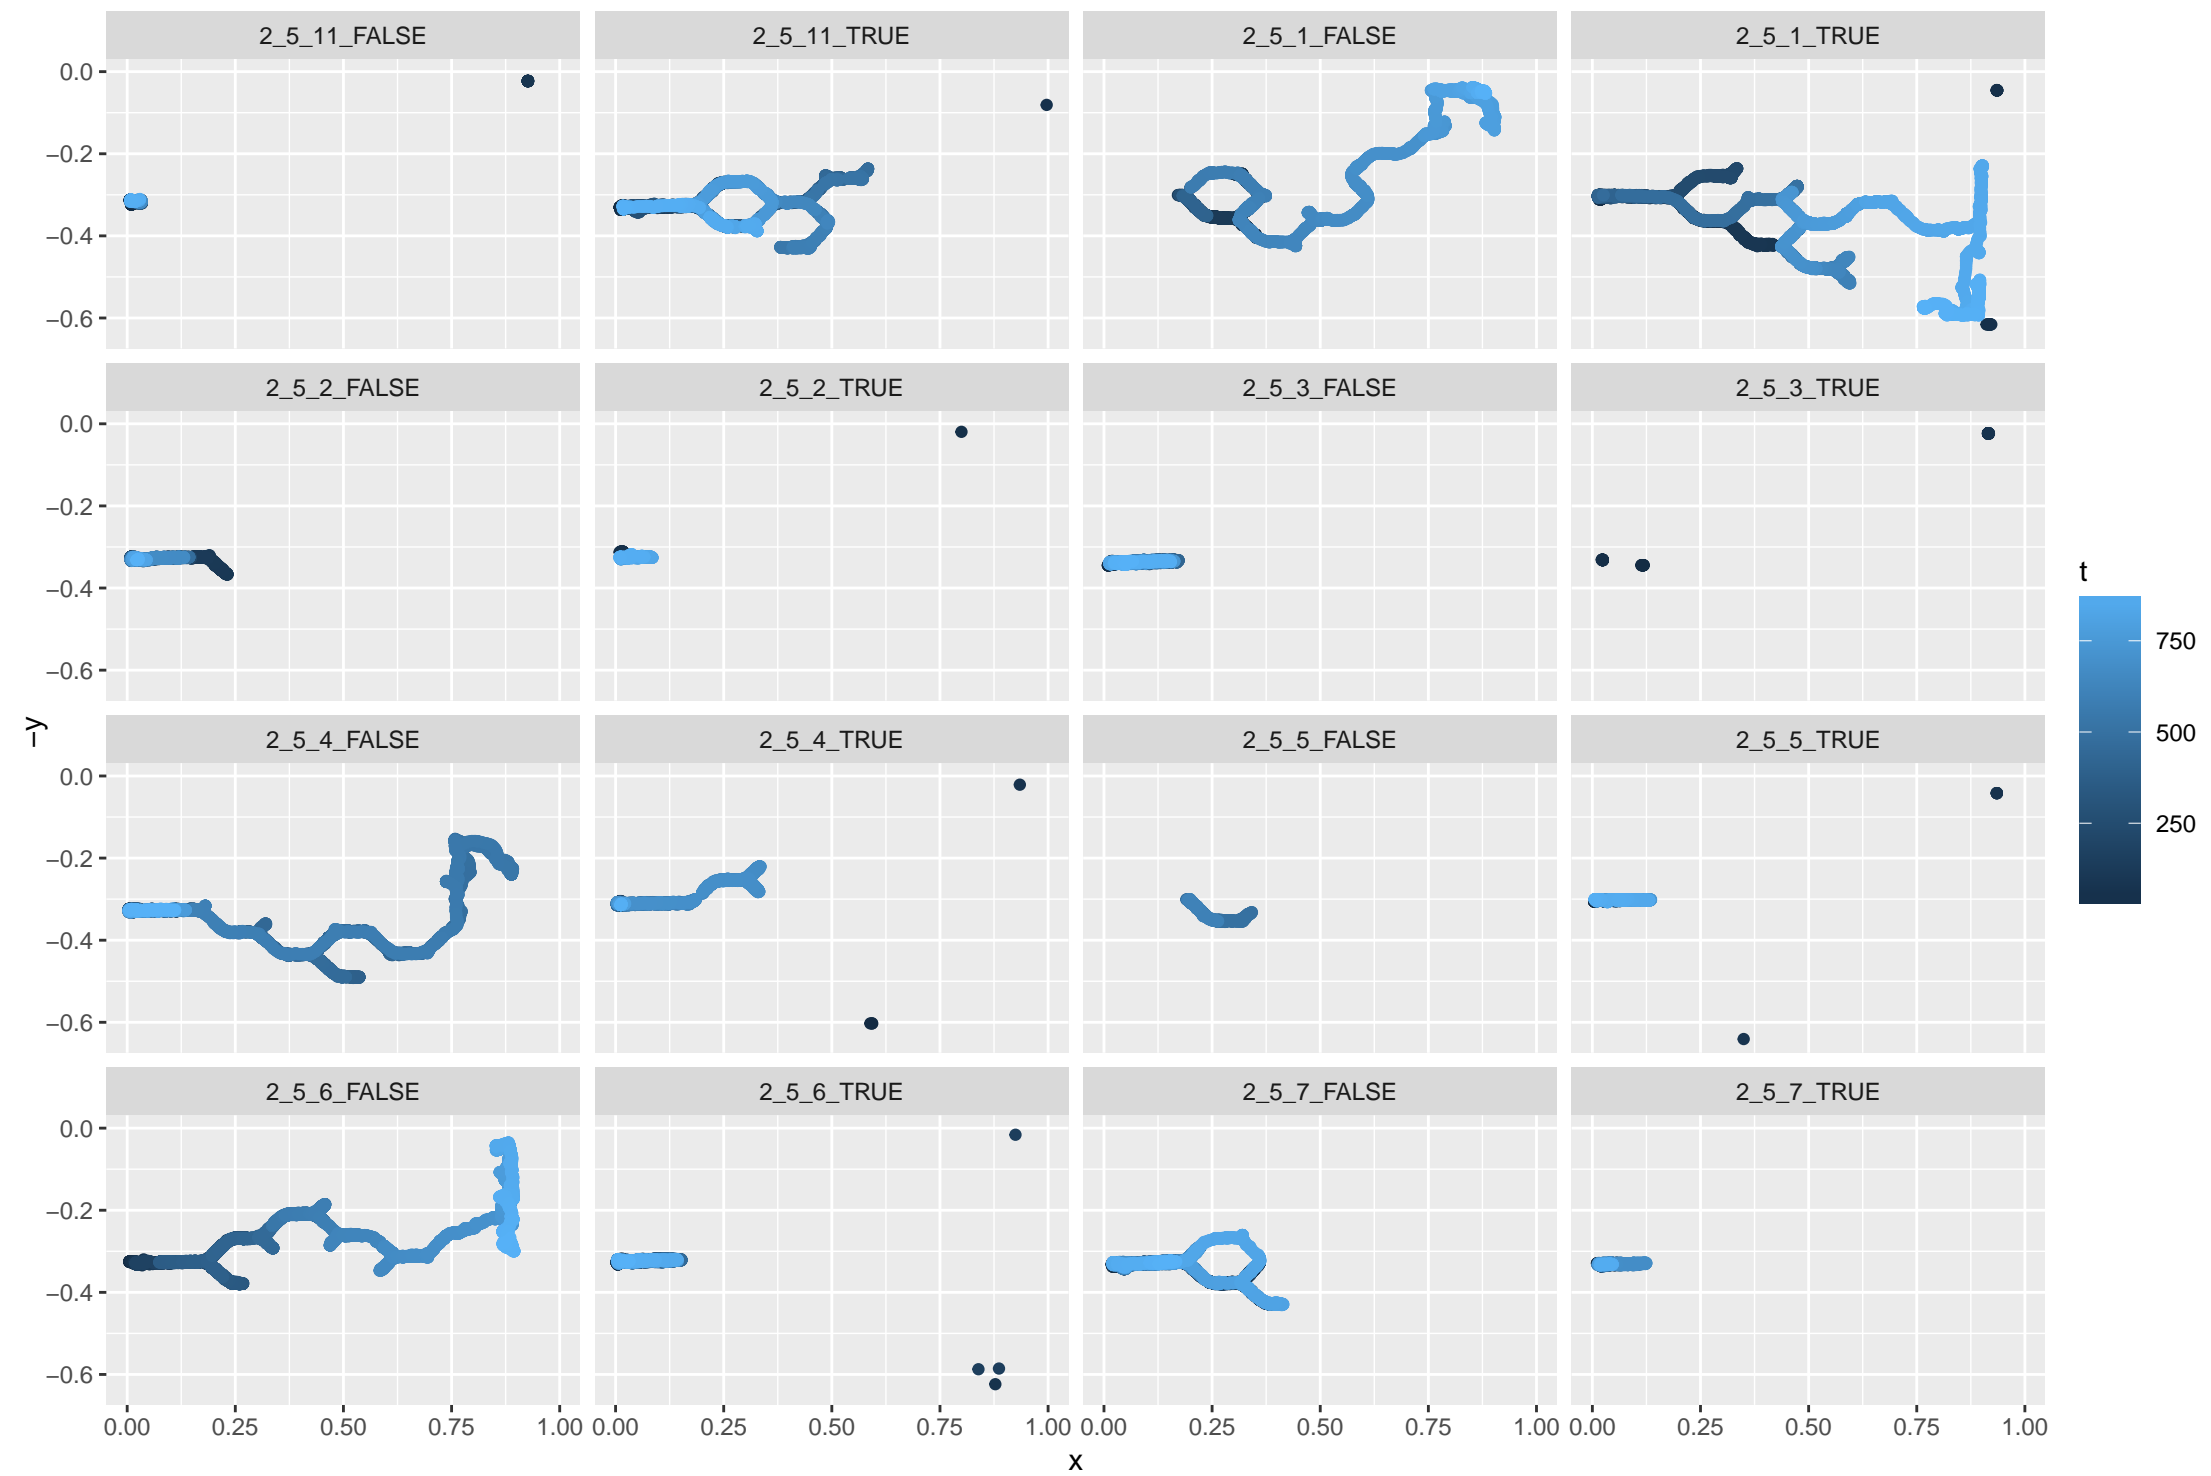 2_5_11_FALSE 2_5_11_TRUE 2_5_1_FALSE 2_5_1_TRUE
0.0
−0.2
−0.4
−0.6
2_5_2_FALSE 2_5_2_TRUE 2_5_3_FALSE 2_5_3_TRUE
0.0
−0.2
−0.4
−0.6
2_5_4_FALSE 2_5_4_TRUE 2_5_5_FALSE 2_5_5_TRUE
0.0
−0.2
−0.4
−0.6
2_5_6_FALSE 2_5_6_TRUE 2_5_7_FALSE 2_5_7_TRUE
0.0
−0.2
−0.4
−0.6
0.00 0.25 0.50 0.75 1.00 0.00 0.25 0.50 0.75 1.00 0.00 0.25 0.50 0.75 1.00 0.00 0.25 0.50 0.75 1.00
x
−y
t
750
500
250